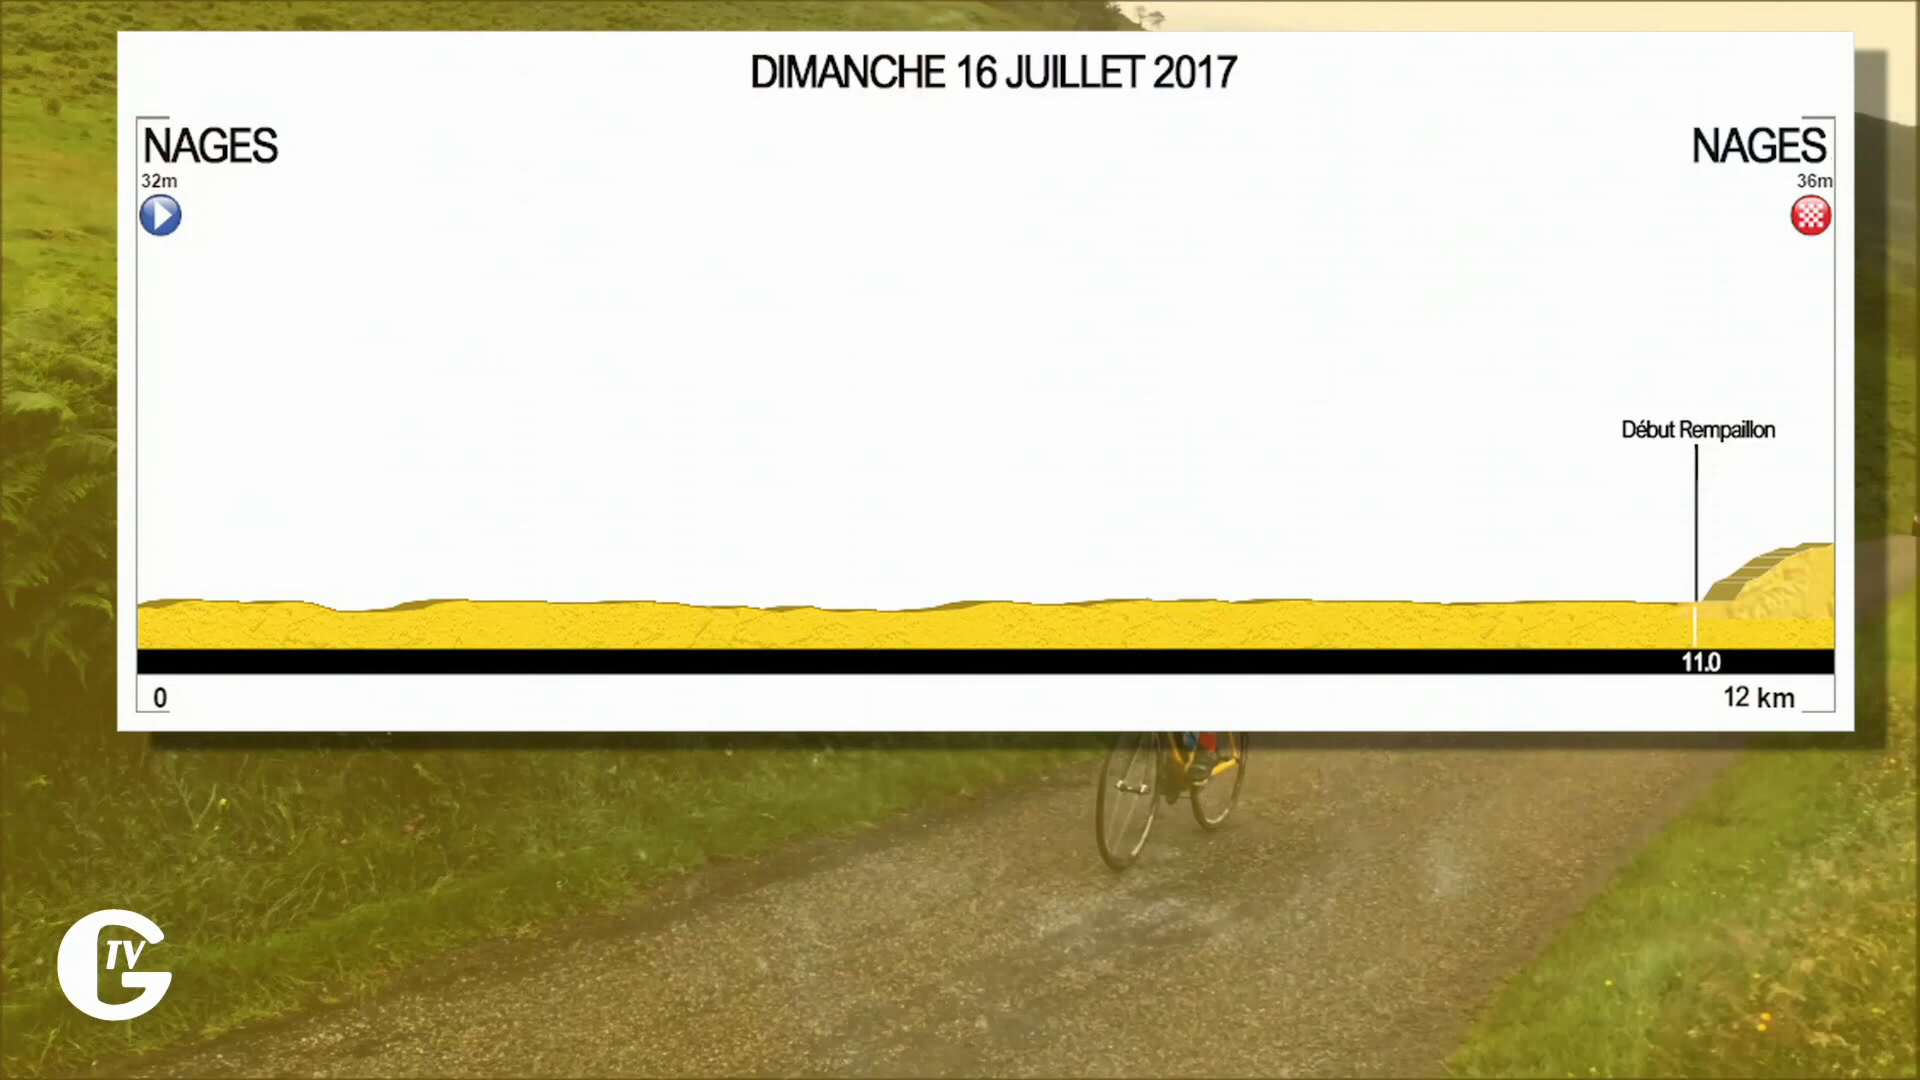 DIMANCHE 16 JUILLET 2017
NAGES
32m
NAGES
36m
Début Rempaillon
11.0
0
12 km
TV
G